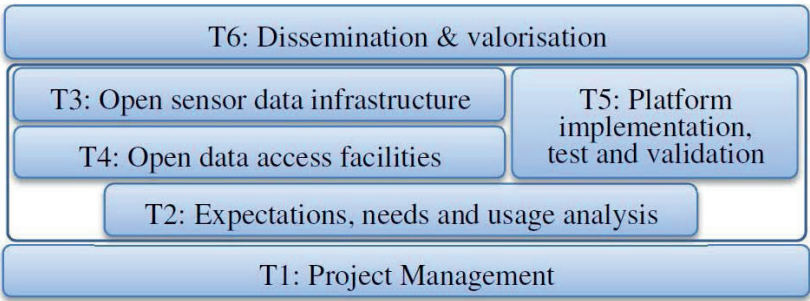 T6: Dissemination & valorisation
T3: Open sensor data infrastructure
T4: Open data access facilities
T5: Platform
implementation,
test and validation
T2: Expectations, needs and usage analysis
T1: Project Management